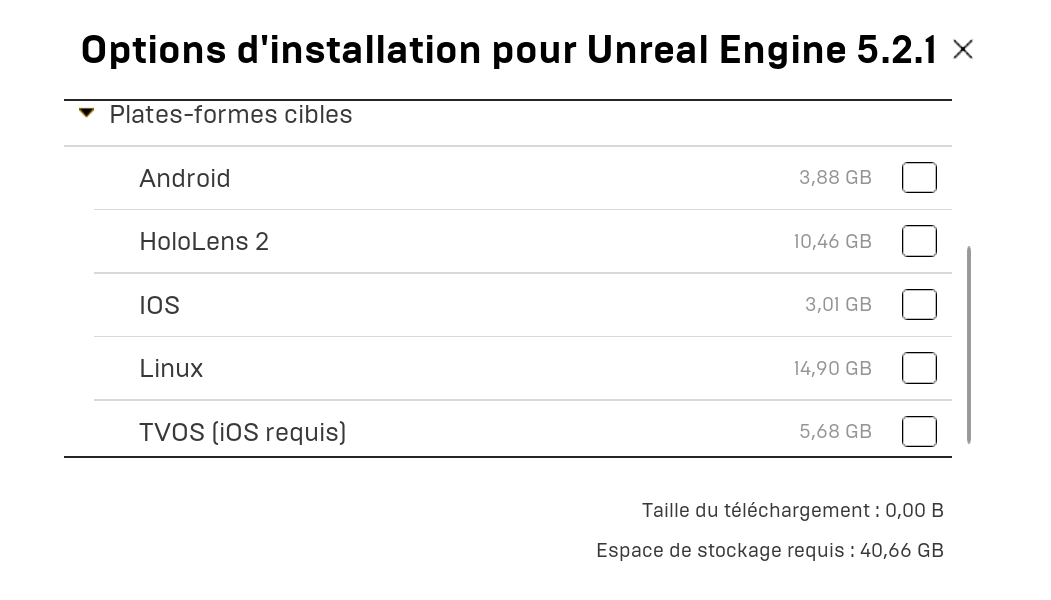 Options d'installation pour Unreal Engine 5.2.1
Plates-formes cibles
Android 3,88 GB
HoloLens 2 10,46 GB
IOS 3,01 GB
Linux 14,90 GB
TVOS (iOS requis) 5,68 GB
Taille du téléchargement : 0,00 B
Espace de stockage requis : 40,66 GB